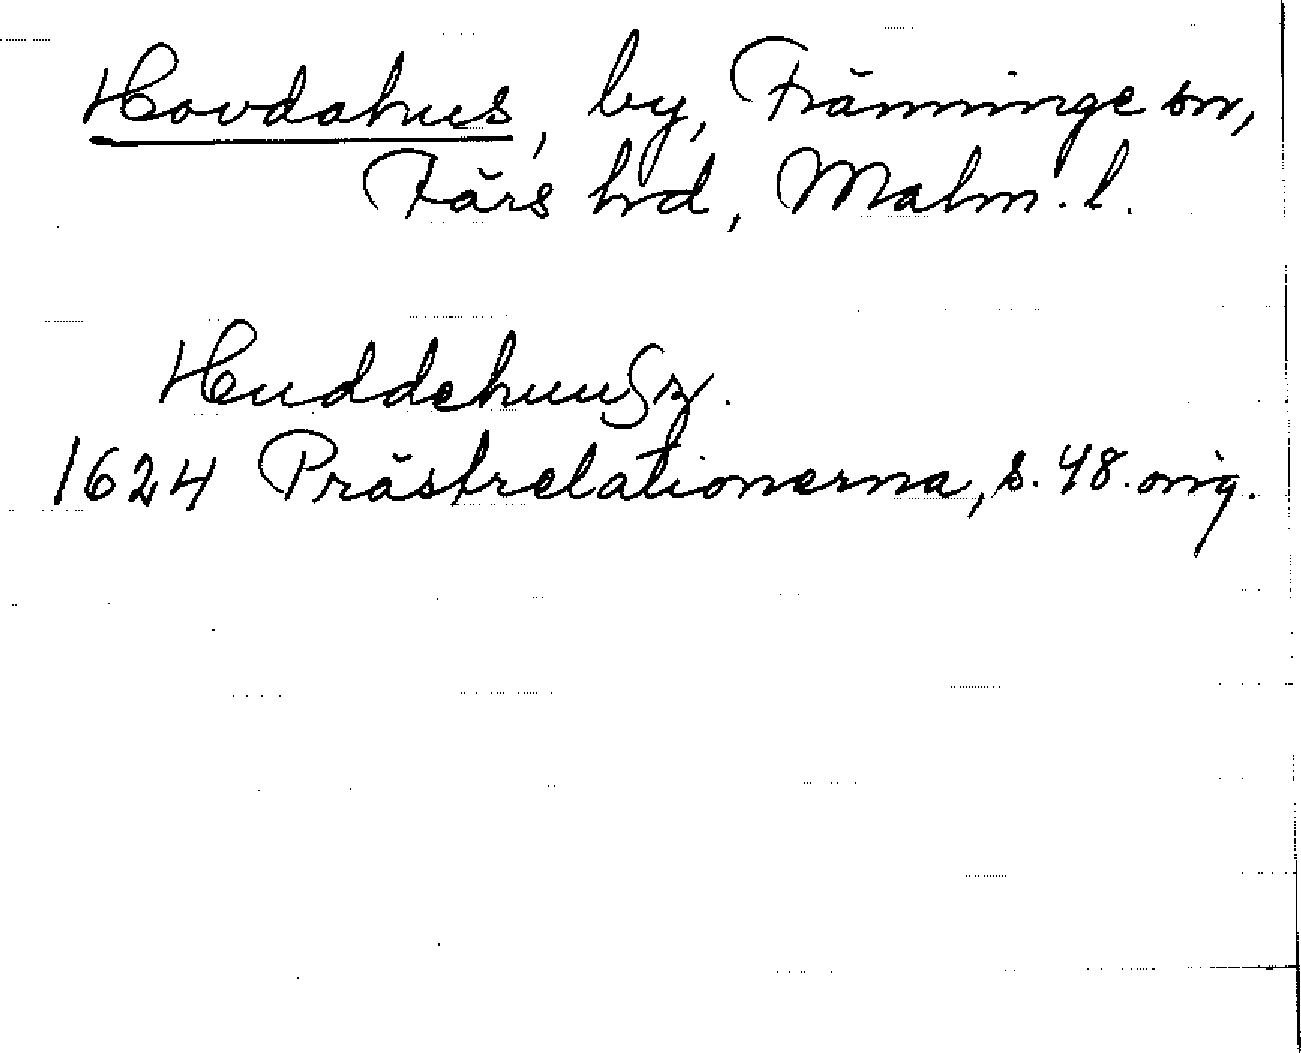 Hovdahus, by, Fränninge sn,
Färs hd, Malm. l.
Huddehuusz.
1624 Prästrelationerna, s. 48. orig.